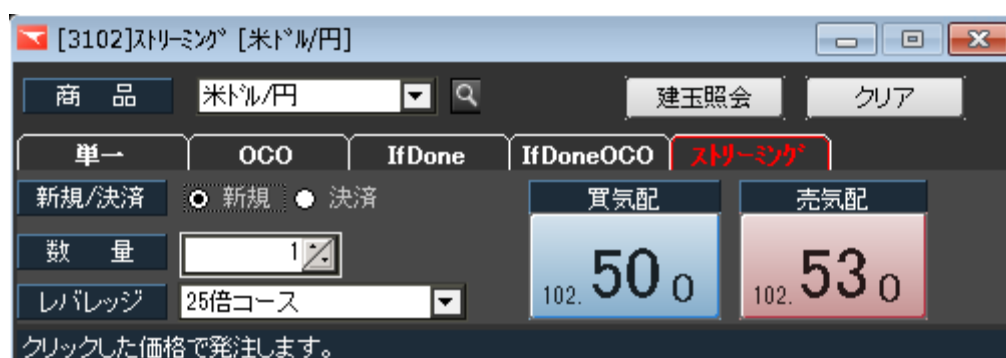 [3102]ｽﾄﾘｰﾐﾝｸﾞ [米ﾄﾞﾙ/円]
商 品 米ﾄﾞﾙ/円 建玉照会 クリア
単一 OCO IfDone IfDoneOCO ｽﾄﾘｰﾐﾝｸﾞ
新規/決済 新規 決済 買気配 売気配
数 量 1
102. 50 0 102. 53 0
レバレッジ 25倍コース
クリックした価格で発注します。